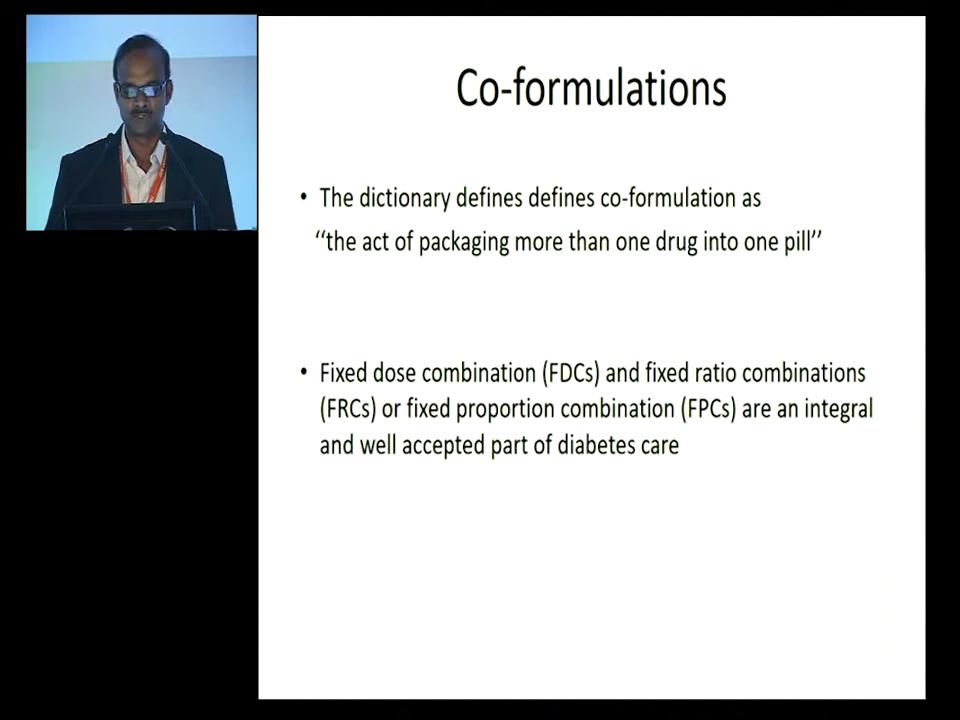 Co-formulations
• The dictionary defines defines co-formulation as
‘‘the act of packaging more than one drug into one pill’’
• Fixed dose combination (FDCs) and fixed ratio combinations
(FRCs) or fixed proportion combination (FPCs) are an integral
and well accepted part of diabetes care